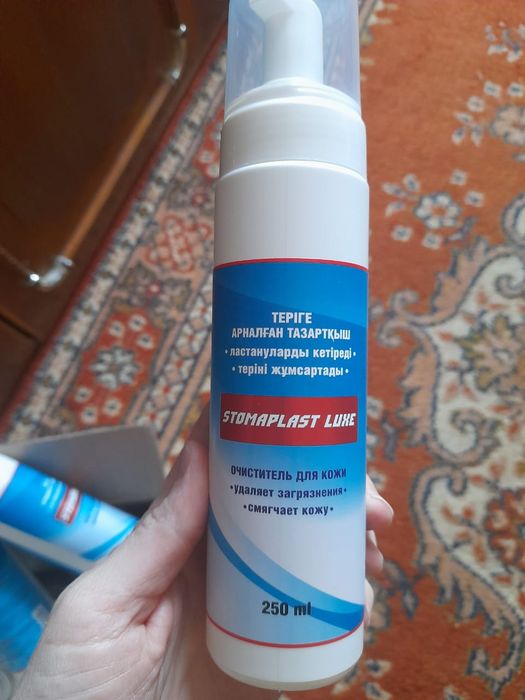 ТЕРІГЕ
АРНАЛҒАН ТАЗАРТҚЫШ
• ластануларды кетіреді •
• теріні жұмсартады •
STOMAPLAST LUXE
ОЧИСТИТЕЛЬ ДЛЯ КОЖИ
•удаляет загрязнения•
•смягчает кожу•
250 ml